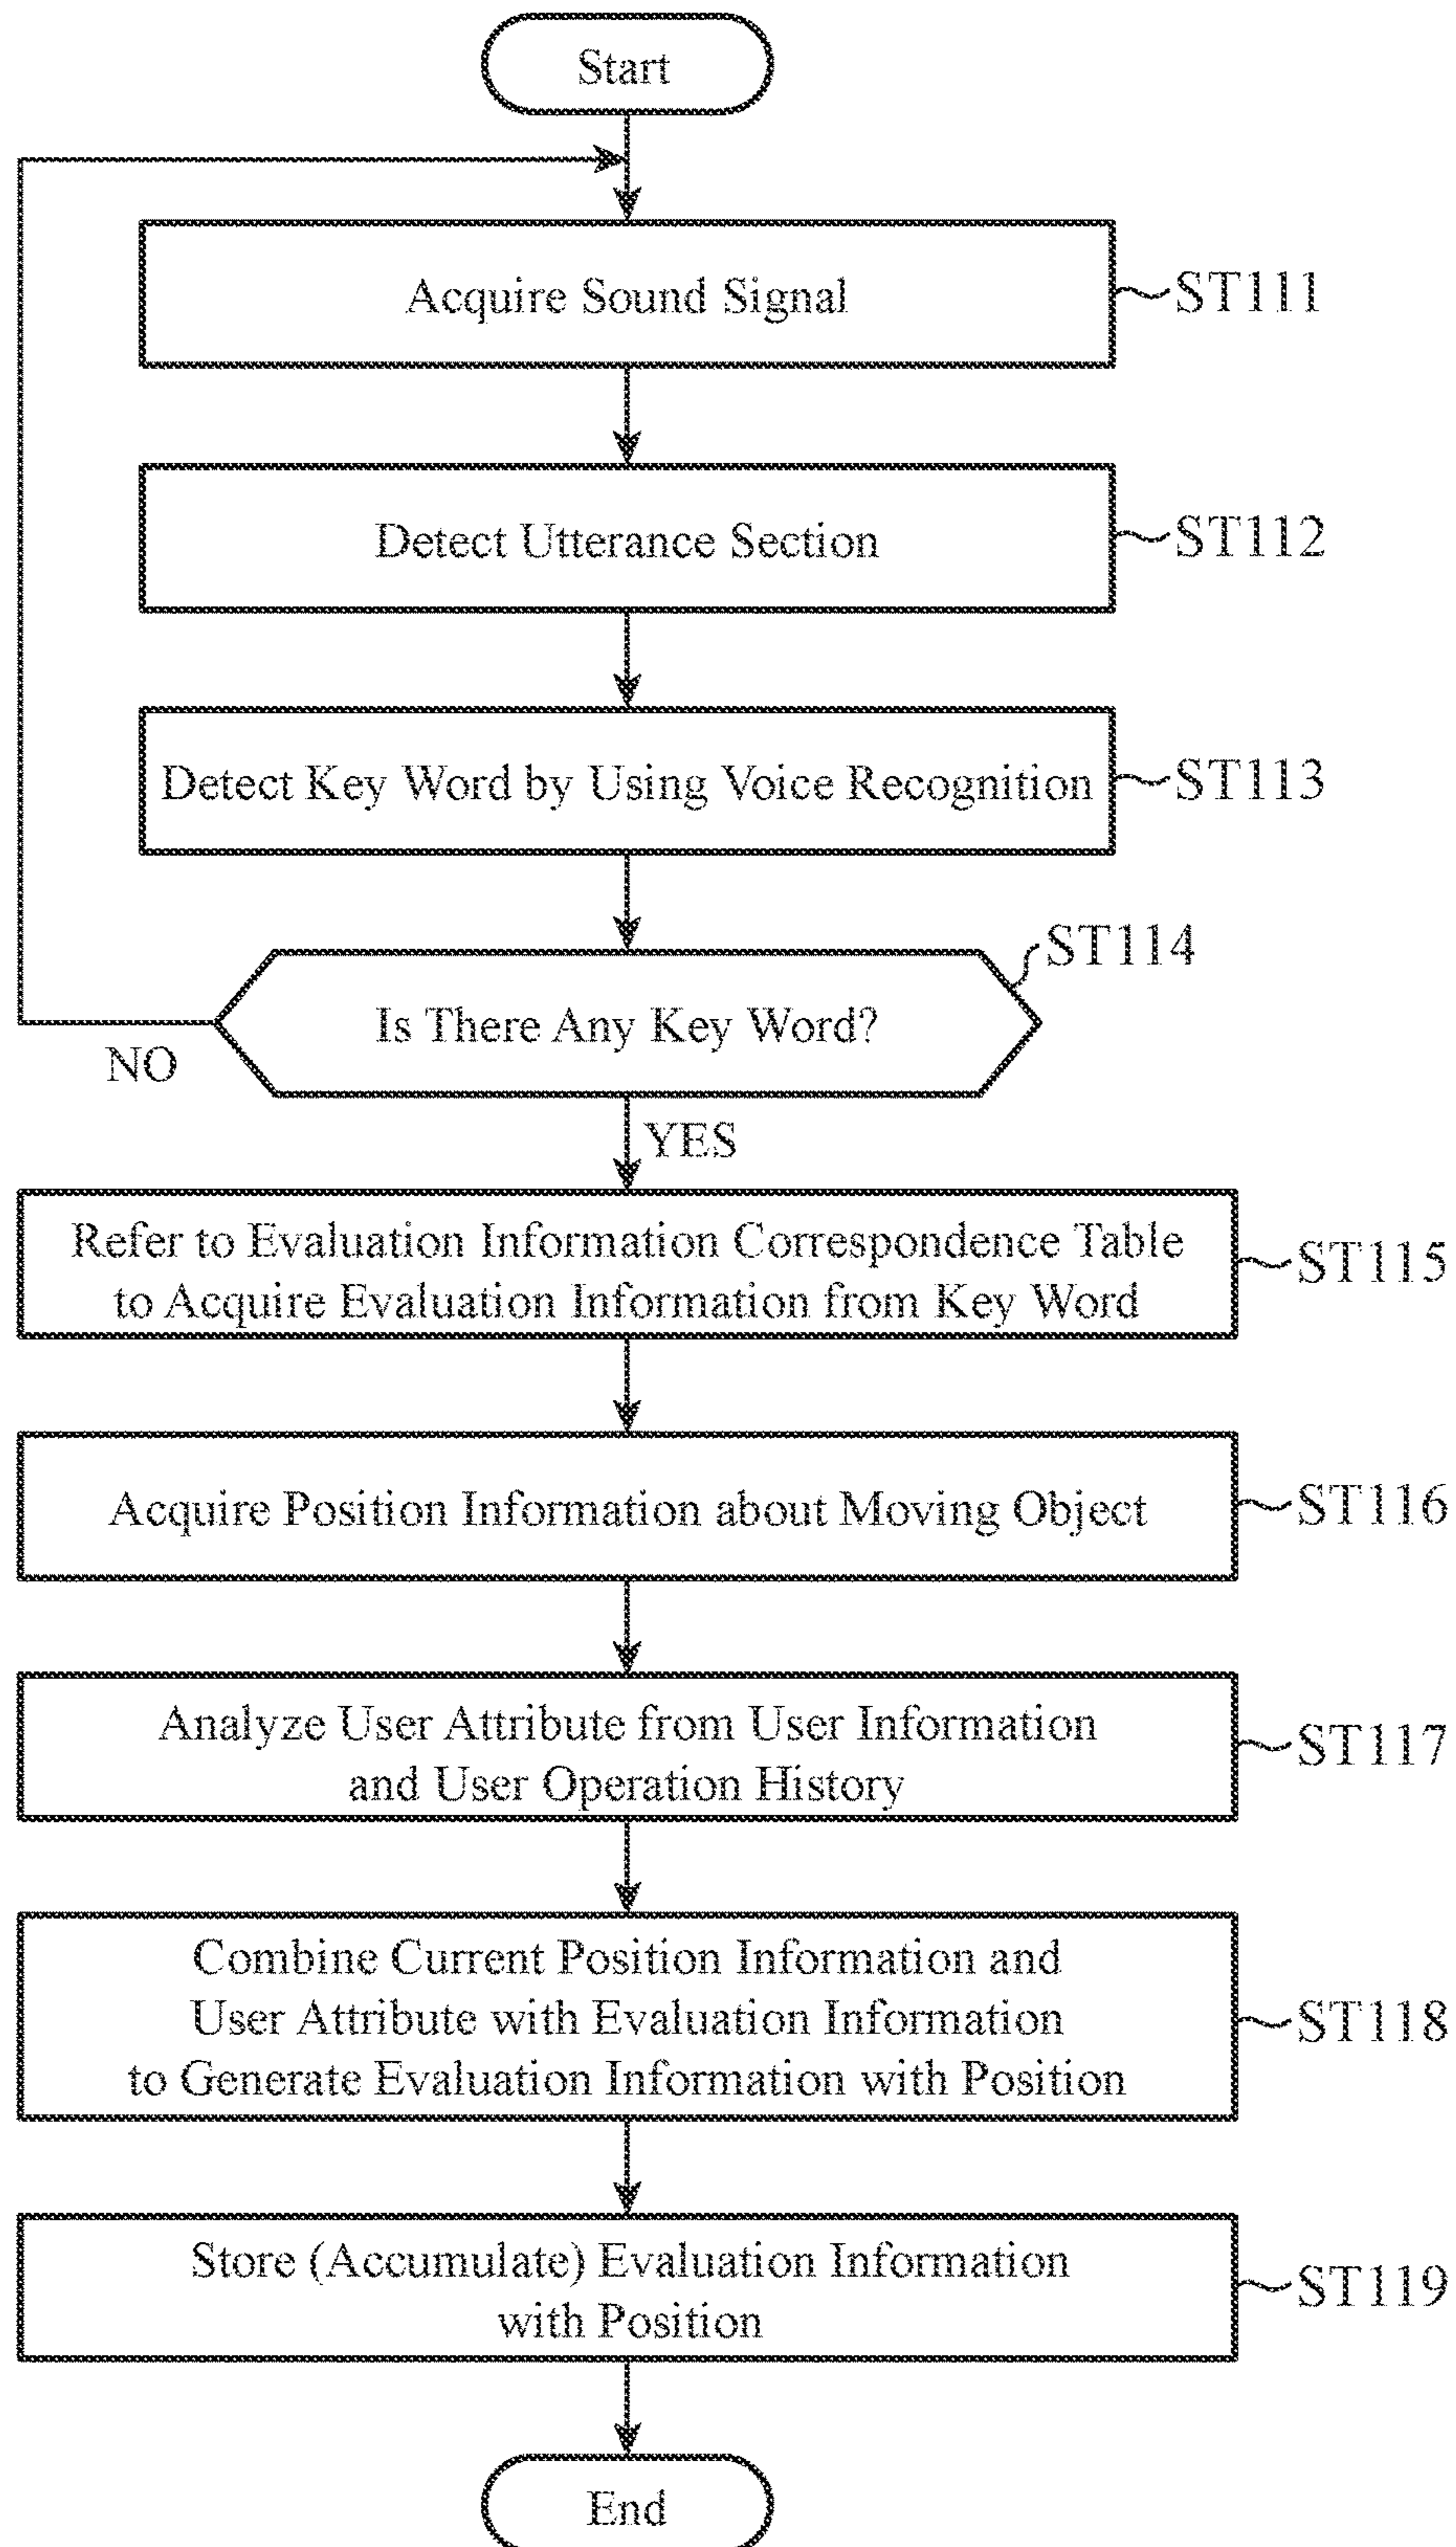 Start
Acquire Sound Signal
ST111
Detect Utterance Section
ST112
Detect Key Word by Using Voice Recognition
ST113
ST114
Is There Any Key Word?
NO
YES
Refer to Evaluation Information Correspondence Table
to Acquire Evaluation Information from Key Word
ST115
Acquire Position Information about Moving Object
ST116
Analyze User Attribute from User Information
and User Operation History
ST117
Combine Current Position Information and
User Attribute with Evaluation Information
to Generate Evaluation Information with Position
ST118
Store (Accumulate) Evaluation Information
with Position
ST119
End